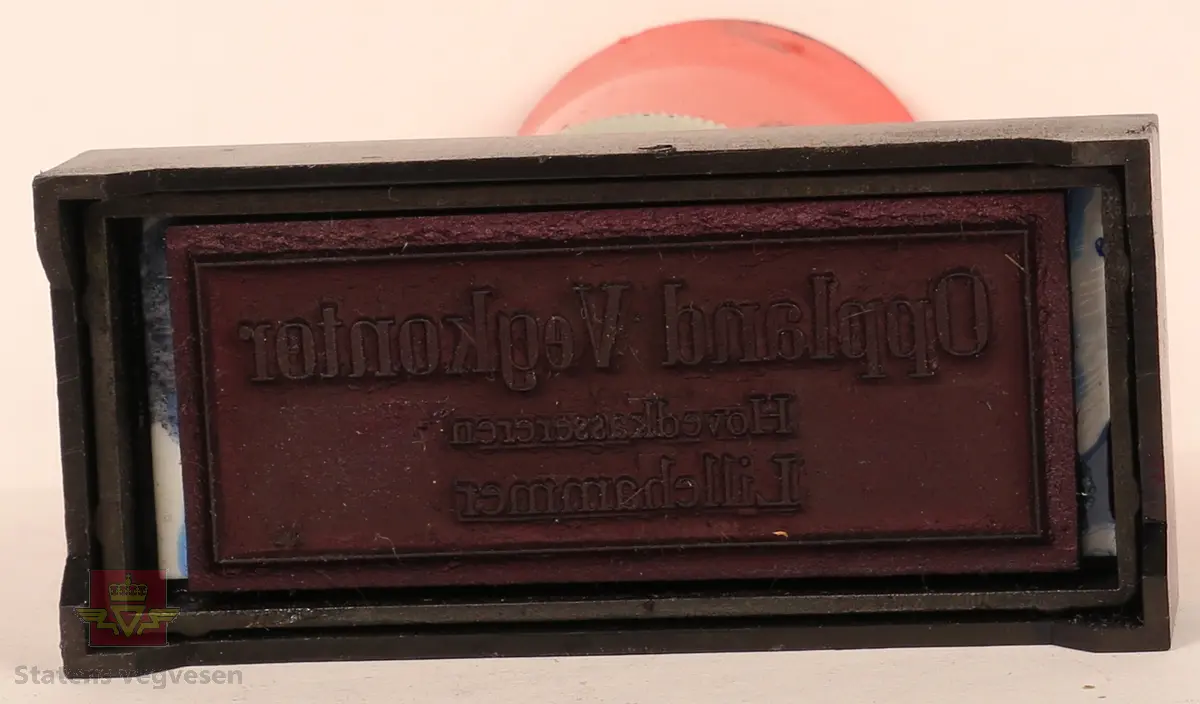 Oppland Vegkontor
Hovedkassereren
Lillehammer
Statens vegvesen